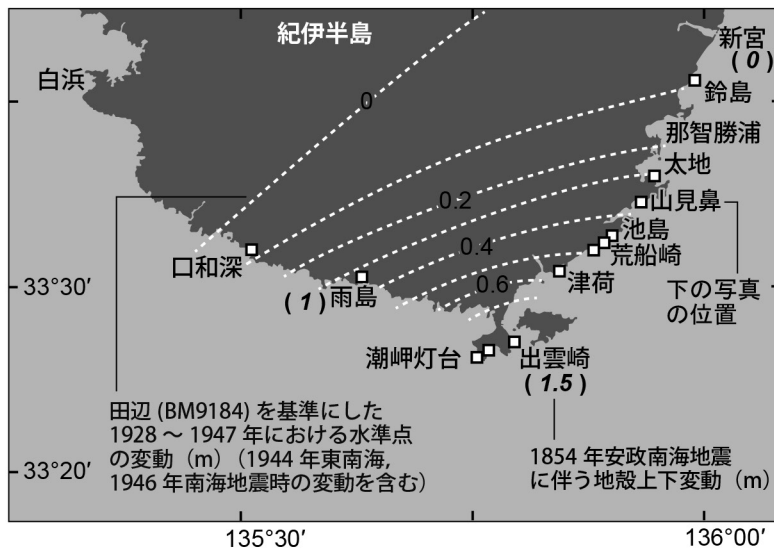 紀伊半島
新宮
(0)
白浜
0
鈴島
那智勝浦
太地
0.2
山見鼻
池島
0.4
荒船崎
口和深
33°30′
(1)
雨島
0.6
津荷
下の写真
の位置
潮岬灯台
出雲崎
(1.5)
田辺 (BM9184) を基準にした
1928 ～ 1947 年における水準点
の変動（m）（1944 年東南海,
1946 年南海地震時の変動を含む）
1854 年安政南海地震
に伴う地殻上下変動（m）
33°20′
135°30′
136°00′